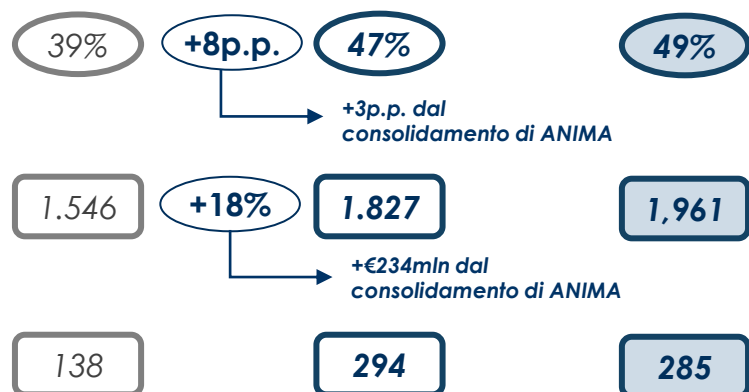 39% +8p.p. 47% 49%
+3p.p. dal
consolidamento di ANIMA
1.546 +18% 1.827 1,961
+€234mln dal
consolidamento di ANIMA
138 294 285